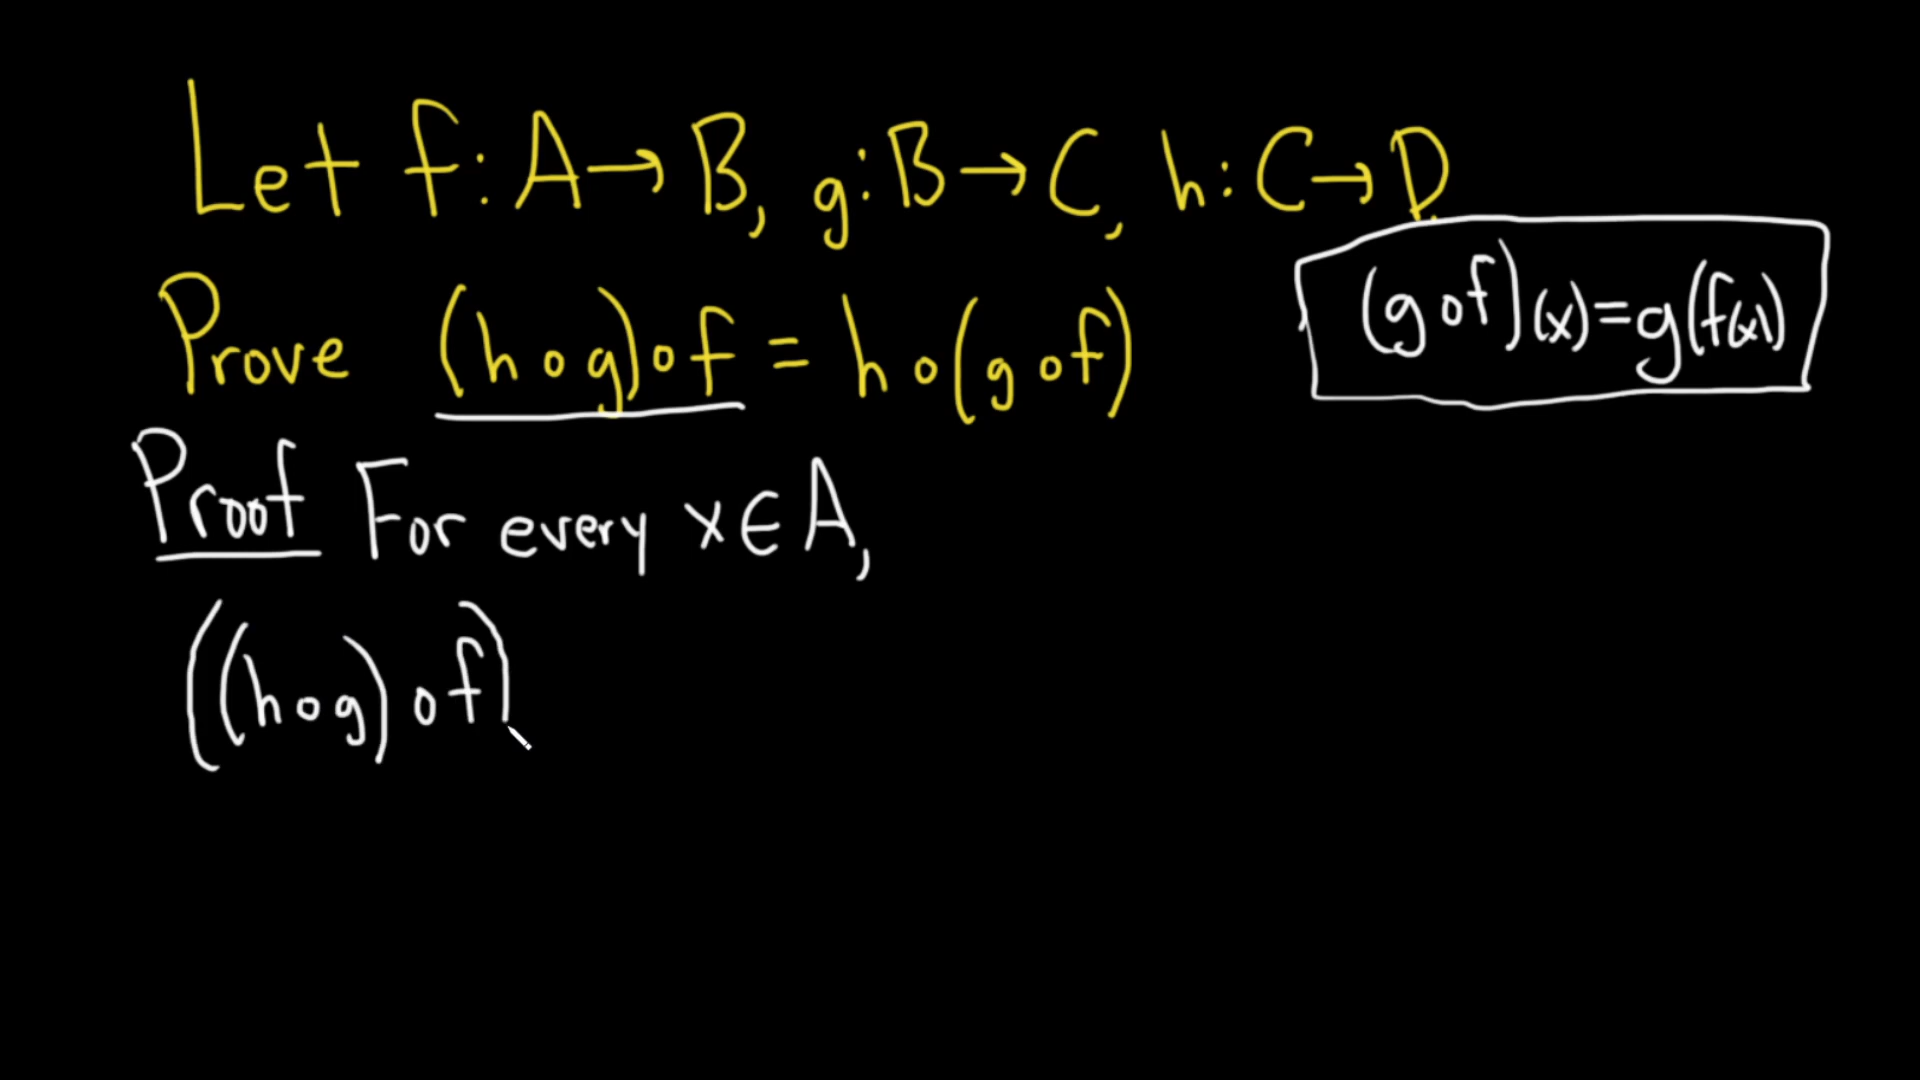 Let f: A→B, g: B→C, h: C→D.
Prove (h∘g)∘f = h∘(g∘f)
(g∘f)(x)=g(f(x))
Proof For every x∈A,
((h∘g)∘f)